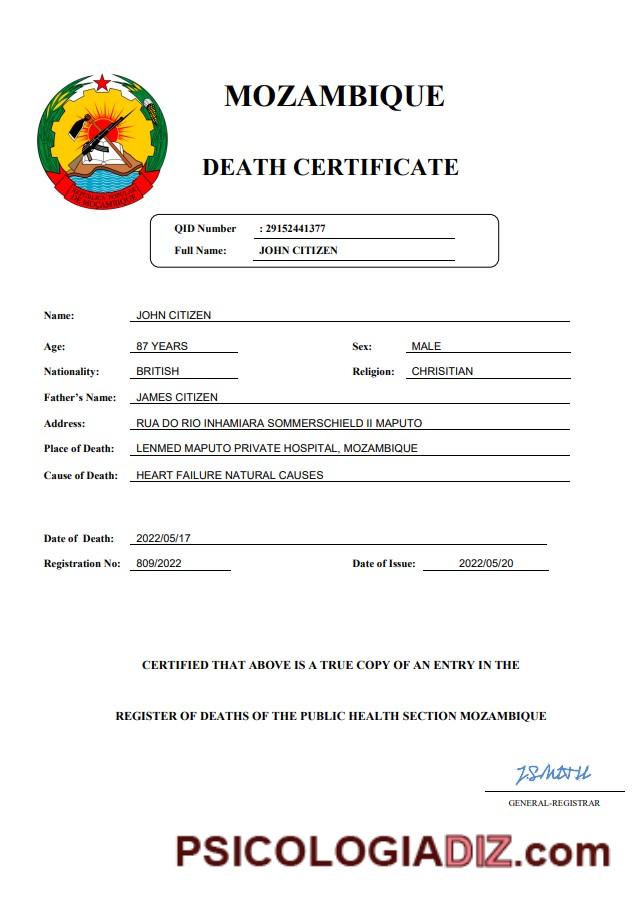 MOZAMBIQUE
DEATH CERTIFICATE
REPUBLICA POPULAR
DE MOÇAMBIQUE
QID Number : 29152441377
Full Name: JOHN CITIZEN
Name: JOHN CITIZEN
Age: 87 YEARS Sex: MALE
Nationality: BRITISH Religion: CHRISITIAN
Father's Name: JAMES CITIZEN
Address: RUA DO RIO INHAMIARA SOMMERSCHIELD II MAPUTO
Place of Death: LENMED MAPUTO PRIVATE HOSPITAL, MOZAMBIQUE
Cause of Death: HEART FAILURE NATURAL CAUSES
Date of Death: 2022/05/17
Registration No: 809/2022 Date of Issue: 2022/05/20
CERTIFIED THAT ABOVE IS A TRUE COPY OF AN ENTRY IN THE
REGISTER OF DEATHS OF THE PUBLIC HEALTH SECTION MOZAMBIQUE
GENERAL-REGISTRAR
PSICOLOGIADIZ.com